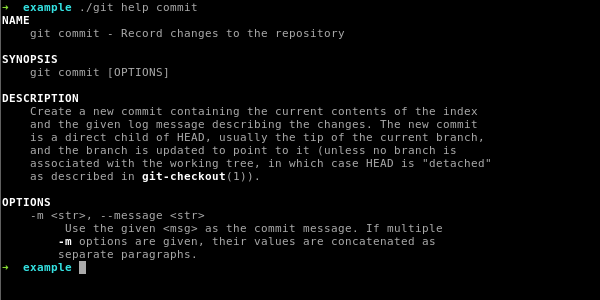 → example ./git help commit
NAME
git commit - Record changes to the repository
SYNOPSIS
git commit [OPTIONS]
DESCRIPTION
Create a new commit containing the current contents of the index
and the given log message describing the changes. The new commit
is a direct child of HEAD, usually the tip of the current branch,
and the branch is updated to point to it (unless no branch is
associated with the working tree, in which case HEAD is "detached"
as described in git-checkout(1)).
OPTIONS
-m <str>, --message <str>
Use the given <msg> as the commit message. If multiple
-m options are given, their values are concatenated as
separate paragraphs.
→ example